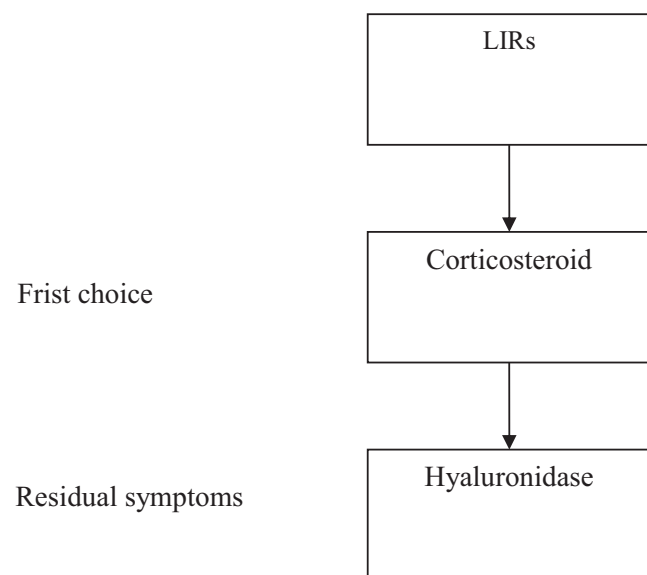 LIRs
Corticosteroid
Frist choice
Hyaluronidase
Residual symptoms